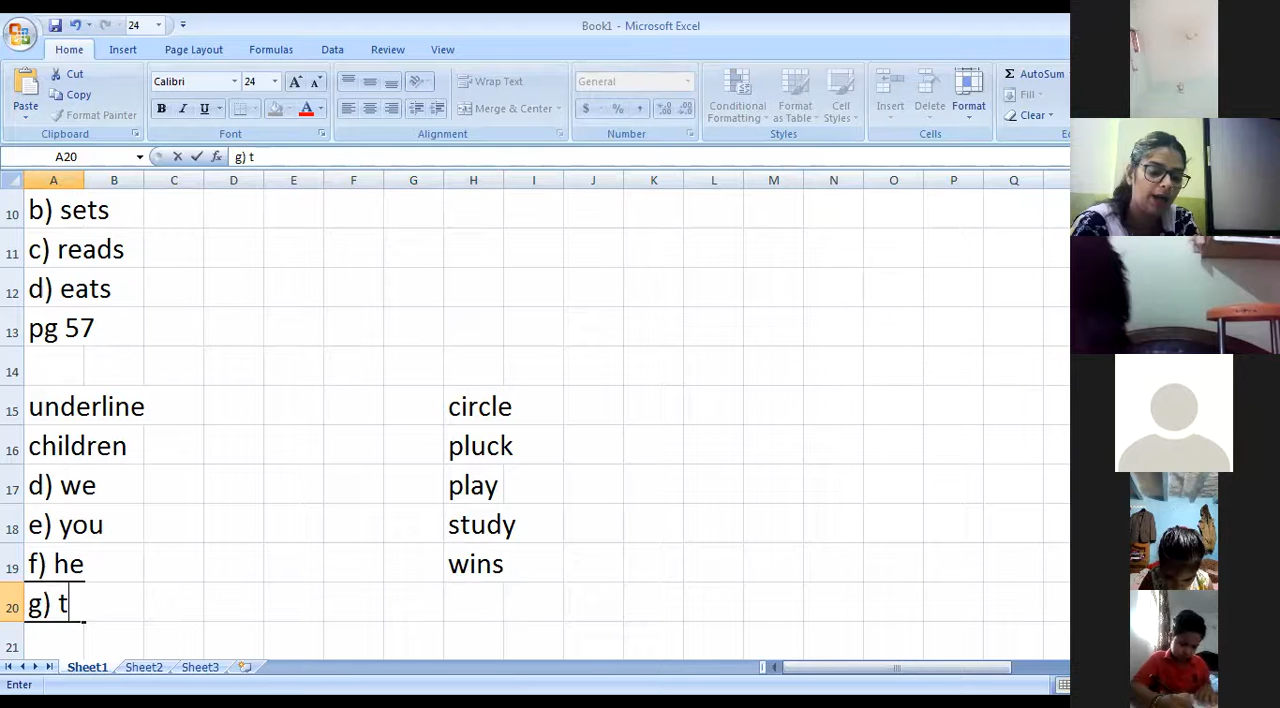 24
Book1 - Microsoft Excel
Home Insert Page Layout Formulas Data Review View
Paste
Cut
Copy
Format Painter
Clipboard
Calibri 24
B I U
Font
Wrap Text
Merge & Center
Alignment
General
$ % ,
Number
Conditional Formatting
Format as Table
Cell Styles
Styles
Insert Delete Format
Cells
Σ AutoSum
Fill
Clear
A20 fx g) t
A B C D E F G H I J K L M N O P Q
10 b) sets
11 c) reads
12 d) eats
13 pg 57
14
15 underline circle
16 children pluck
17 d) we play
18 e) you study
19 f) he wins
20 g) t
21
Sheet1 Sheet2 Sheet3
Enter